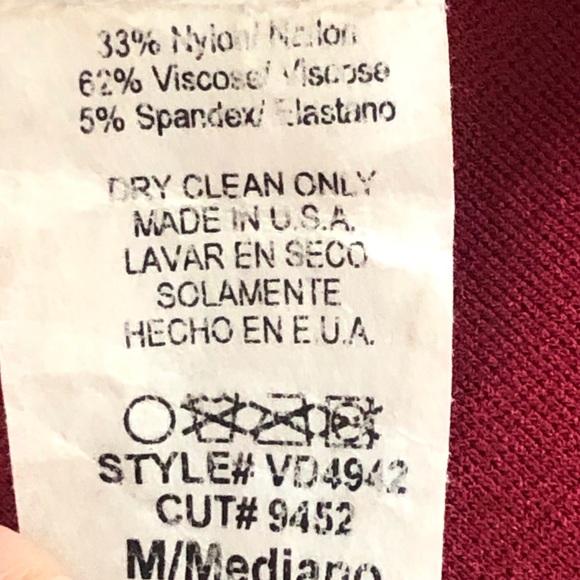 33% Nylon/ Nailon
62% Viscose/ Viscose
5% Spandex/ Elastano
DRY CLEAN ONLY
MADE IN U.S.A.
LAVAR EN SECO
SOLAMENTE
HECHO EN E.U.A.
STYLE# VD4942
CUT# 9452
M/Mediano